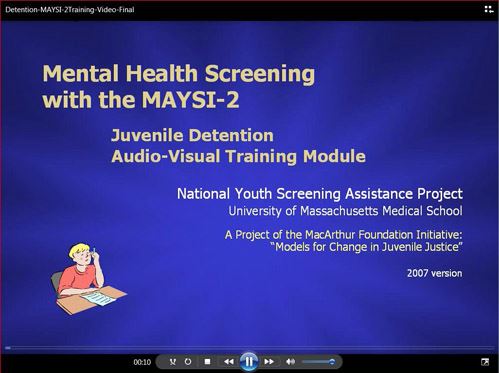 Detention-MAYSI-2Training-Video-Final
Mental Health Screening
with the MAYSI-2
Juvenile Detention
Audio-Visual Training Module
National Youth Screening Assistance Project
University of Massachusetts Medical School
A Project of the MacArthur Foundation Initiative:
“Models for Change in Juvenile Justice”
2007 version
00:10